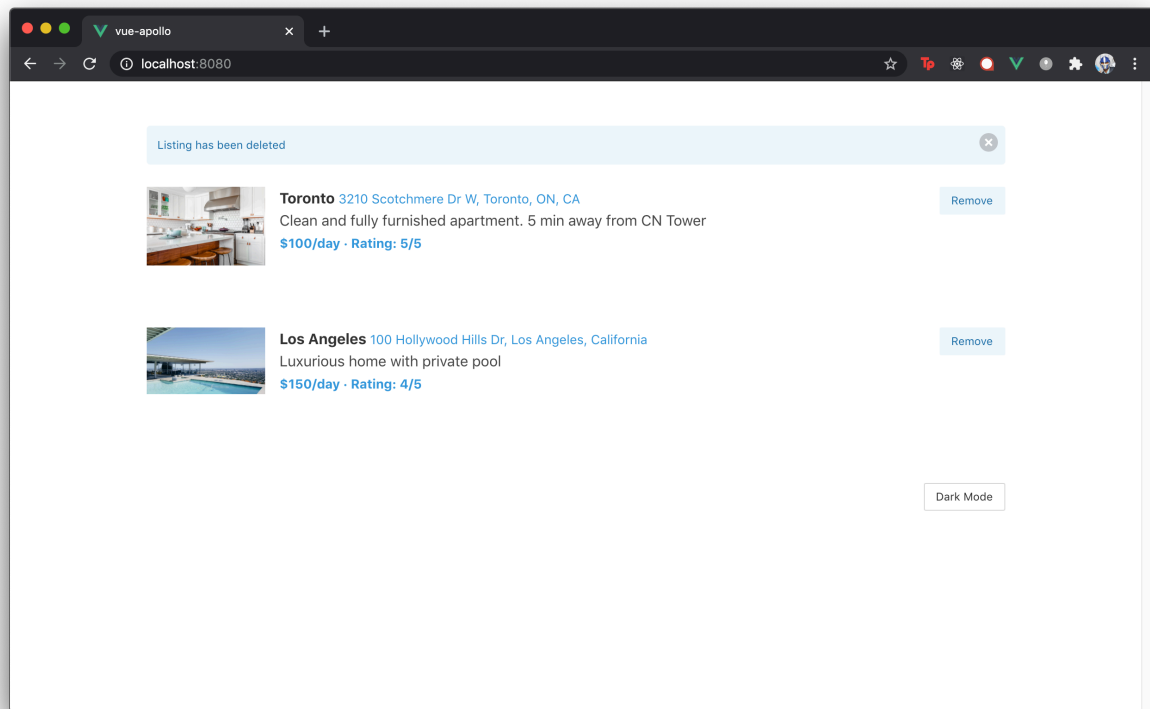 vue-apollo
localhost:8080
Tp
Listing has been deleted
Toronto 3210 Scotchmere Dr W, Toronto, ON, CA
Remove
Clean and fully furnished apartment. 5 min away from CN Tower
$100/day · Rating: 5/5
Los Angeles 100 Hollywood Hills Dr, Los Angeles, California
Remove
Luxurious home with private pool
$150/day · Rating: 4/5
Dark Mode